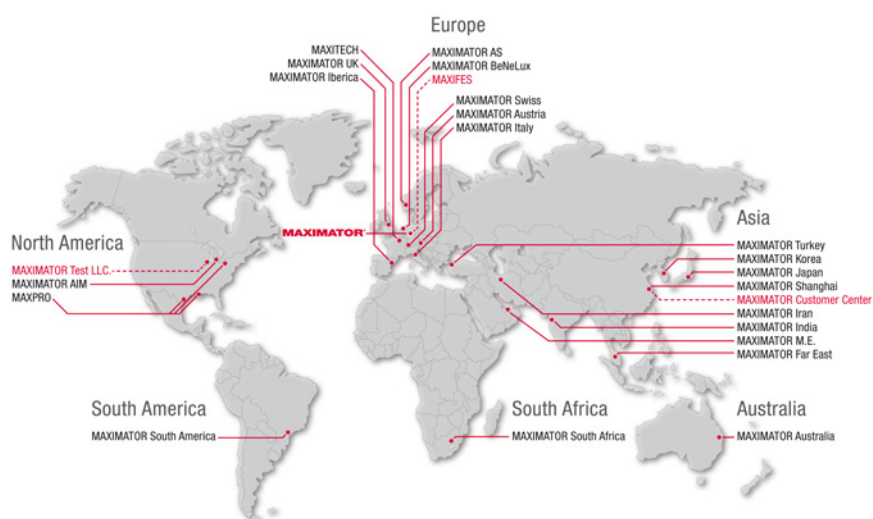 Europe
MAXITECH
MAXIMATOR UK
MAXIMATOR Iberica
MAXIMATOR AS
MAXIMATOR BeNeLux
MAXIFES
MAXIMATOR Swiss
MAXIMATOR Austria
MAXIMATOR Italy
MAXIMATOR
North America
MAXIMATOR Test LLC.
MAXIMATOR AIM
MAXPRO
Asia
MAXIMATOR Turkey
MAXIMATOR Korea
MAXIMATOR Japan
MAXIMATOR Shanghai
MAXIMATOR Customer Center
MAXIMATOR Iran
MAXIMATOR India
MAXIMATOR M.E.
MAXIMATOR Far East
South America
MAXIMATOR South America
South Africa
MAXIMATOR South Africa
Australia
MAXIMATOR Australia